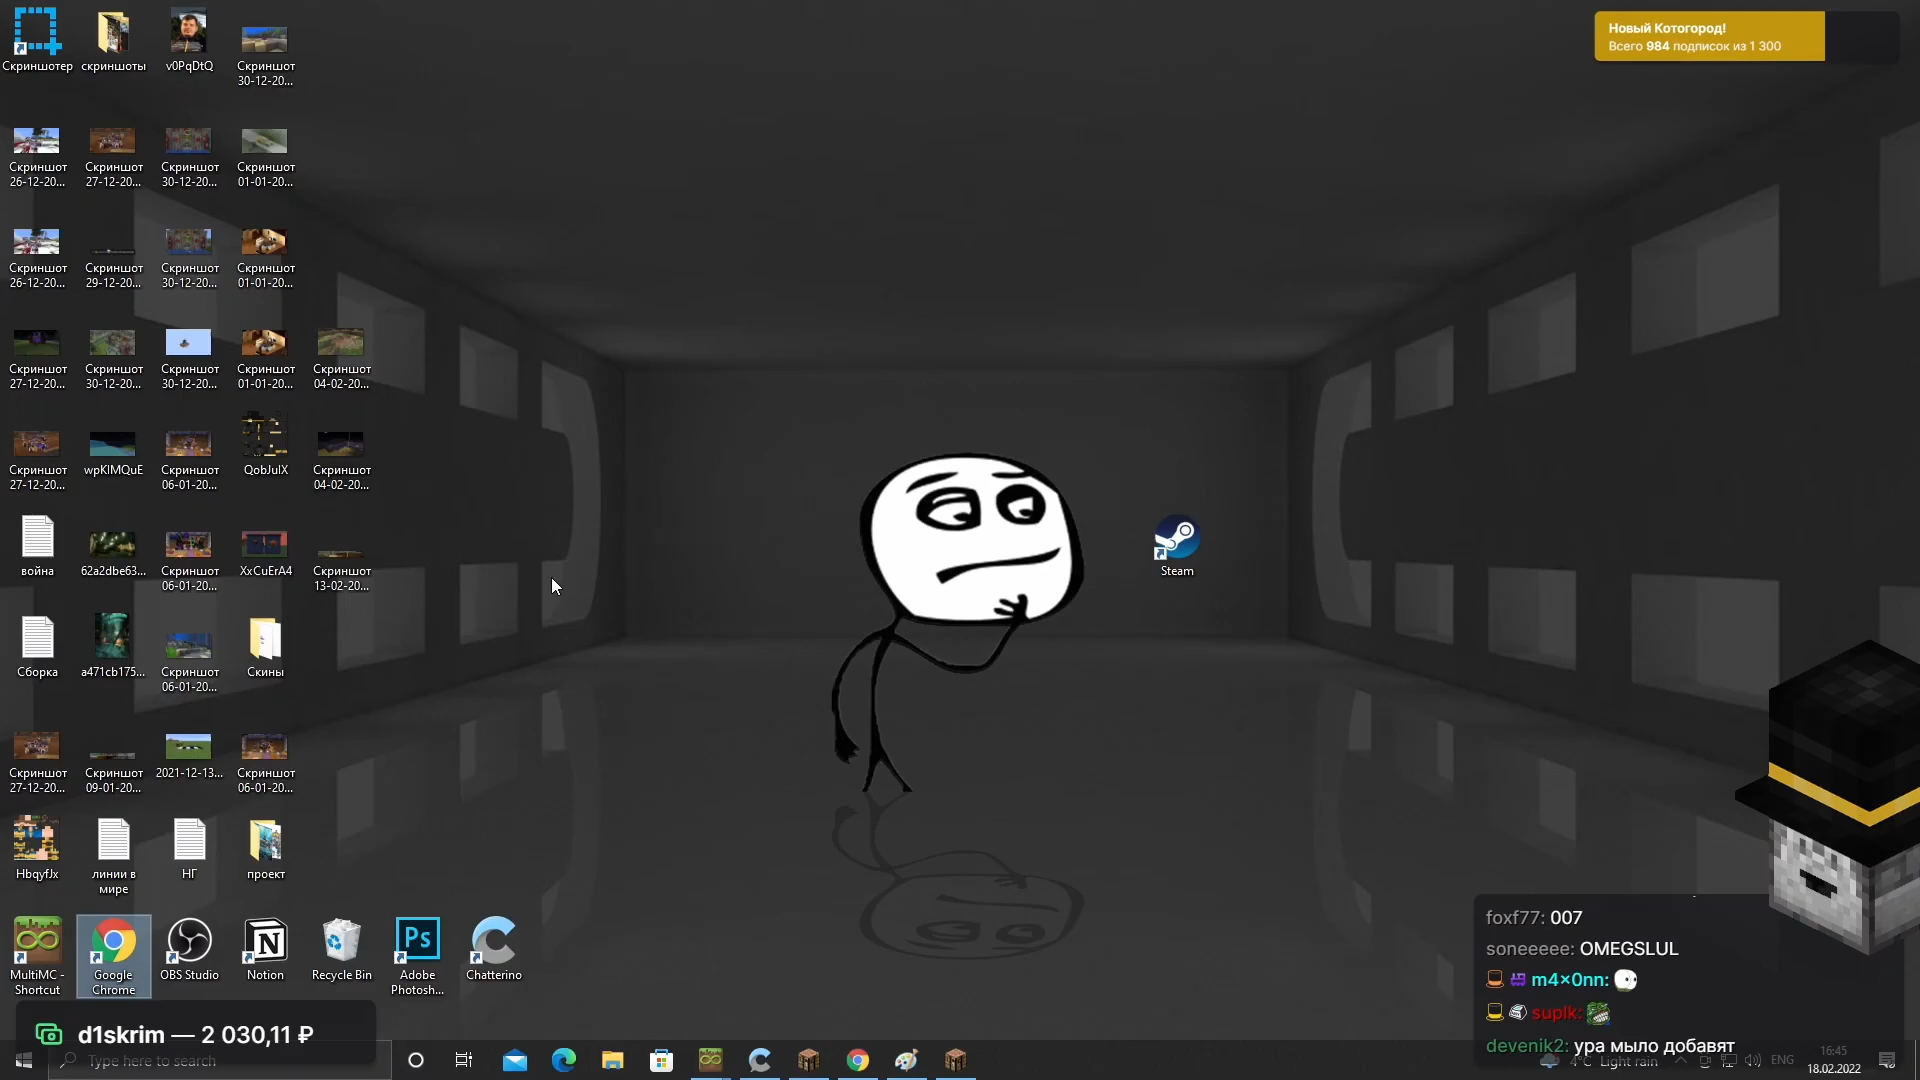 Скриншотер
скриншоты
v0PqDtQ
Скриншот
30-12-20...
Новый Котогород!
Всего 984 подписок из 1 300
Скриншот
26-12-20...
Скриншот
27-12-20...
Скриншот
30-12-20...
Скриншот
01-01-20...
Скриншот
26-12-20...
Скриншот
29-12-20...
Скриншот
30-12-20...
Скриншот
01-01-20...
Скриншот
27-12-20...
Скриншот
30-12-20...
Скриншот
30-12-20...
Скриншот
01-01-20...
Скриншот
04-02-20...
Скриншот
27-12-20...
wpKlMQuE
Скриншот
06-01-20...
QobJulX
Скриншот
04-02-20...
война
62a2dbe63...
Скриншот
06-01-20...
XxCuErA4
Скриншот
13-02-20...
Steam
Сборка
a471cb175...
Скриншот
06-01-20...
Скины
Скриншот
27-12-20...
Скриншот
09-01-20...
2021-12-13...
Скриншот
06-01-20...
HbqyfJx
линии в
мире
НГ
проект
MultiMC -
Shortcut
Google
Chrome
OBS Studio
Notion
Recycle Bin
Ps
Adobe
Photosh...
Chatterino
foxf77: 007
soneeeee: OMEGSLUL
m4x0nn:
suplk:
devenik2: ура мыло добавят
d1skrim — 2 030,11 ₽
Type here to search
4°C Light rain
ENG
16:45
18.02.2022